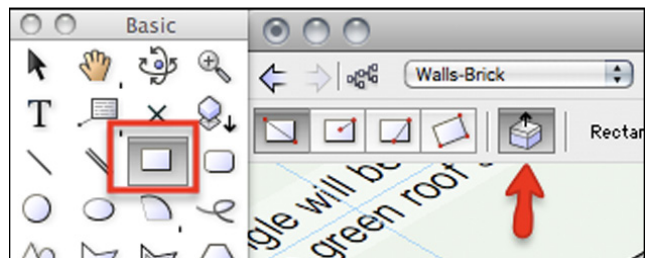 Basic
Walls-Brick
T
Rectan
gle will be
green roof